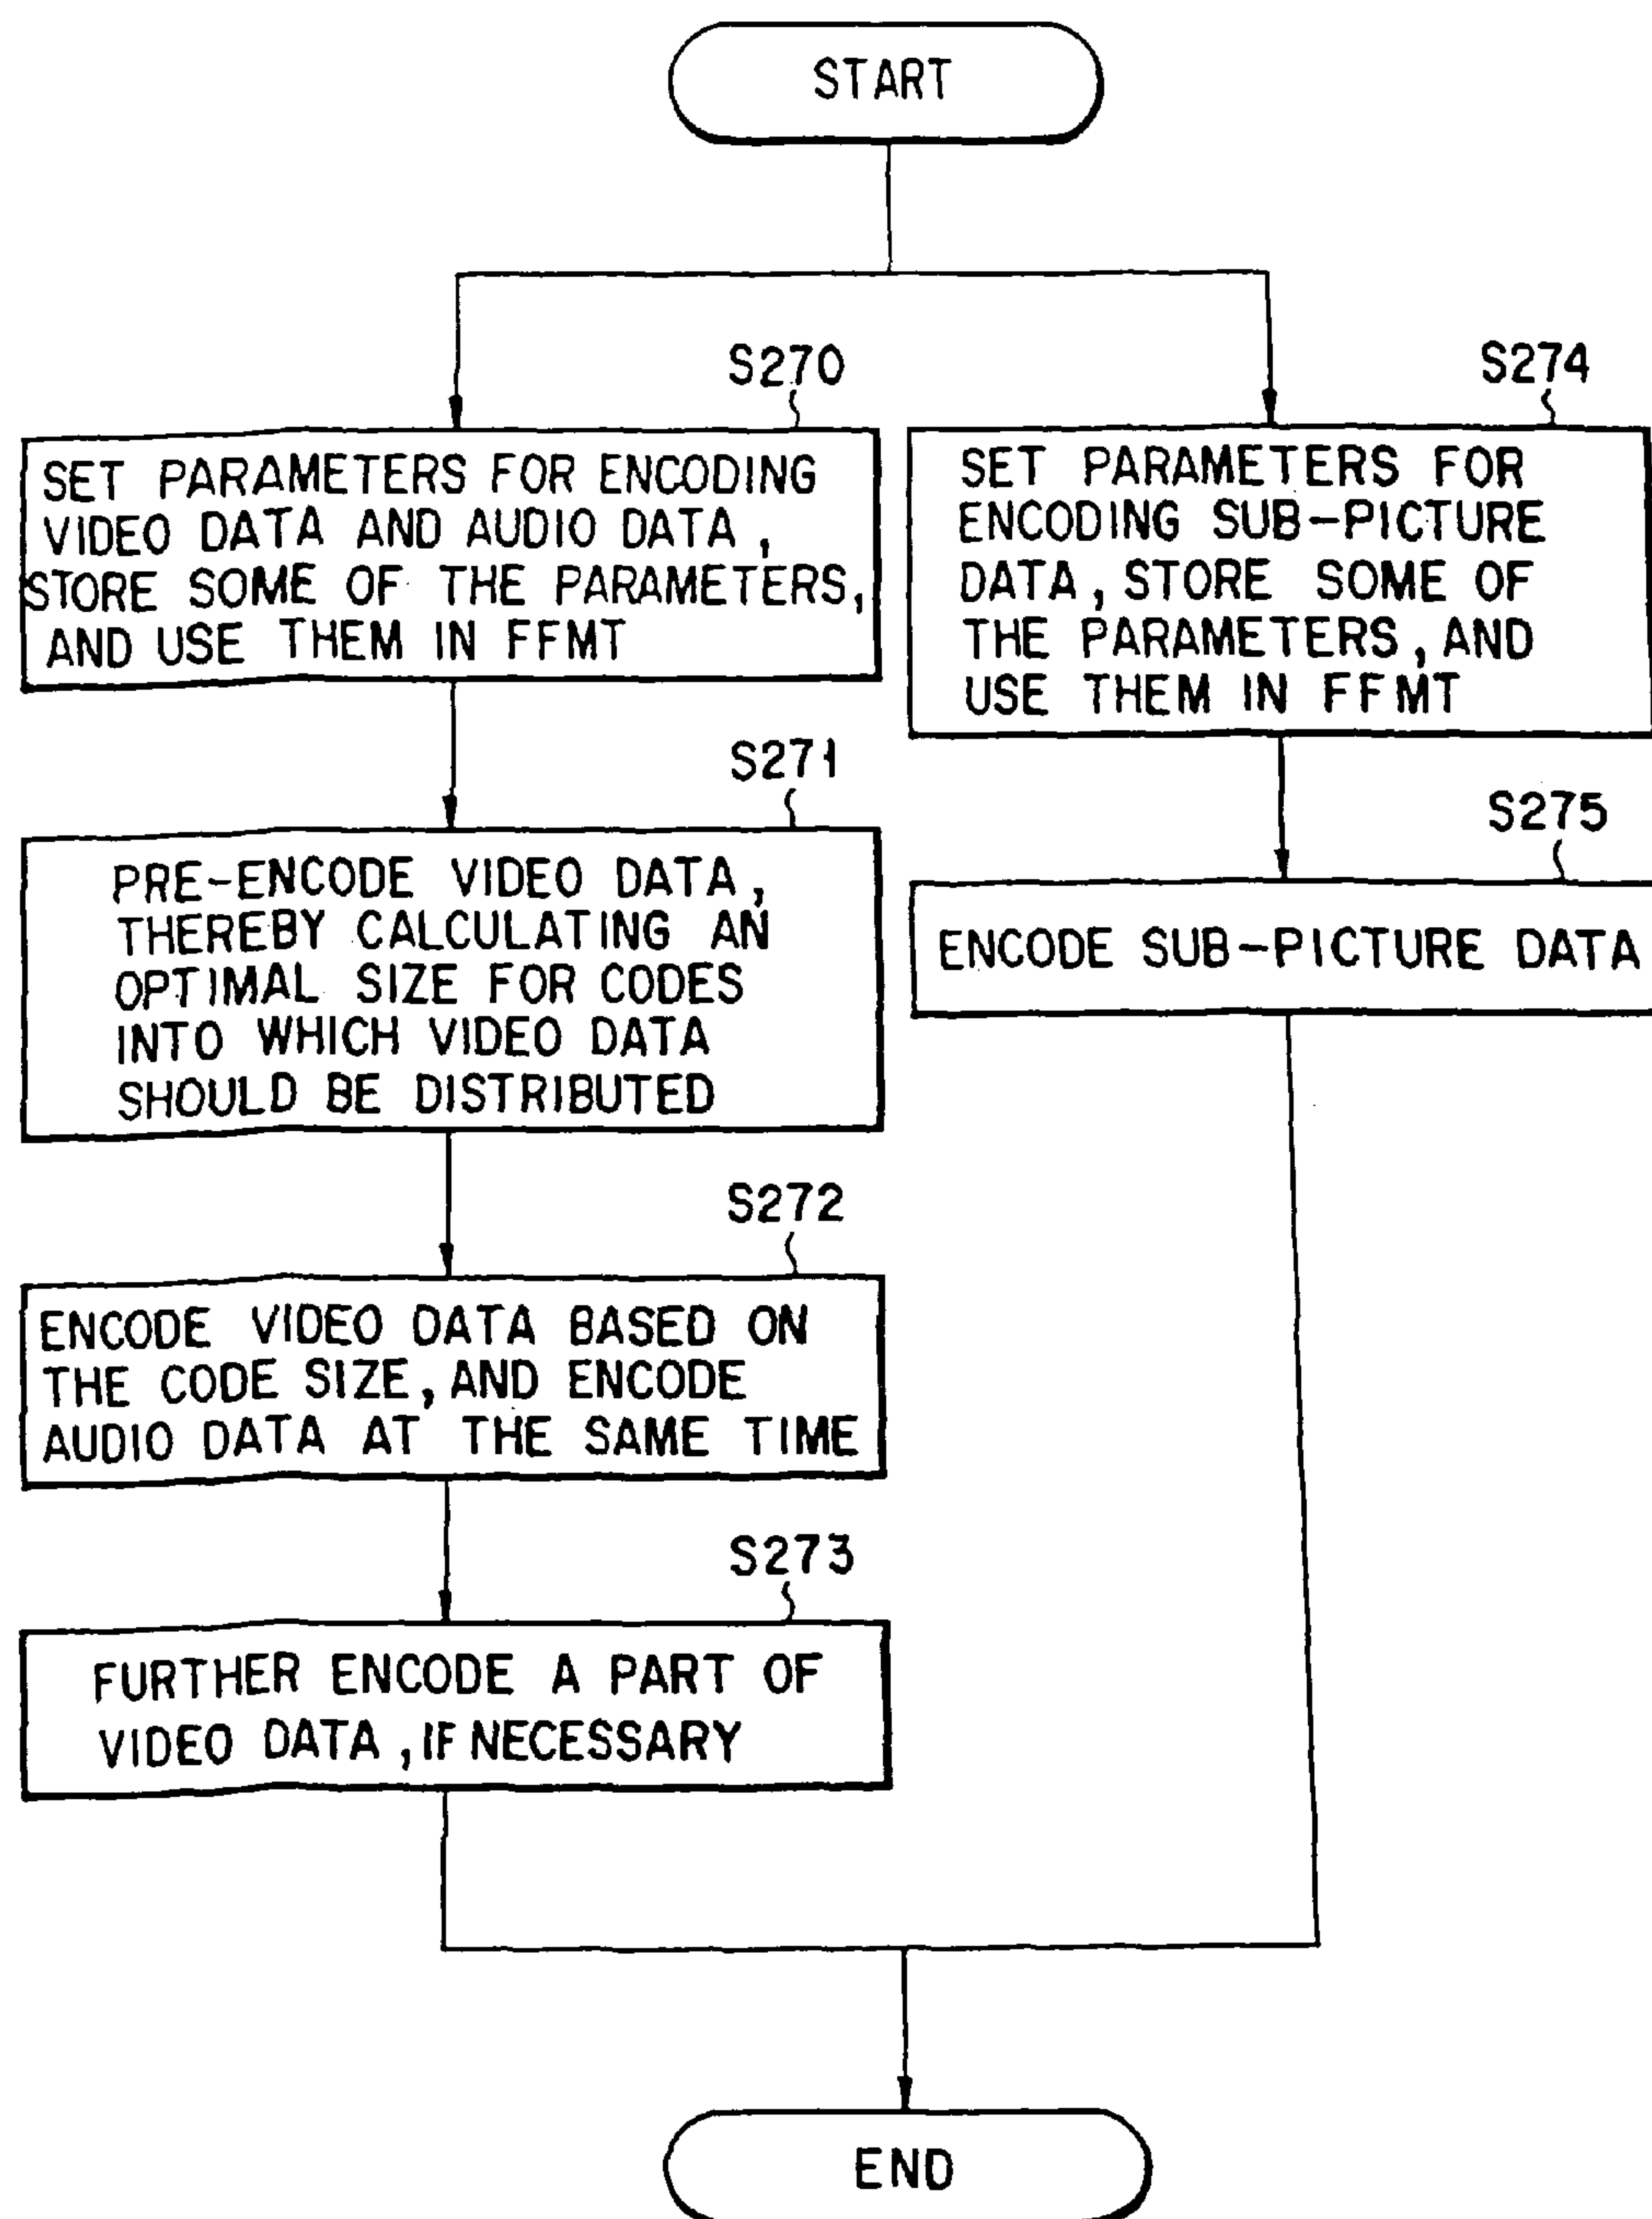 START
S270
SET PARAMETERS FOR ENCODING
VIDEO DATA AND AUDIO DATA,
STORE SOME OF THE PARAMETERS,
AND USE THEM IN FFMT
S271
PRE-ENCODE VIDEO DATA,
THEREBY CALCULATING AN
OPTIMAL SIZE FOR CODES
INTO WHICH VIDEO DATA
SHOULD BE DISTRIBUTED
S272
ENCODE VIDEO DATA BASED ON
THE CODE SIZE, AND ENCODE
AUDIO DATA AT THE SAME TIME
S273
FURTHER ENCODE A PART OF
VIDEO DATA, IF NECESSARY
S274
SET PARAMETERS FOR
ENCODING SUB-PICTURE
DATA, STORE SOME OF
THE PARAMETERS, AND
USE THEM IN FFMT
S275
ENCODE SUB-PICTURE DATA
END